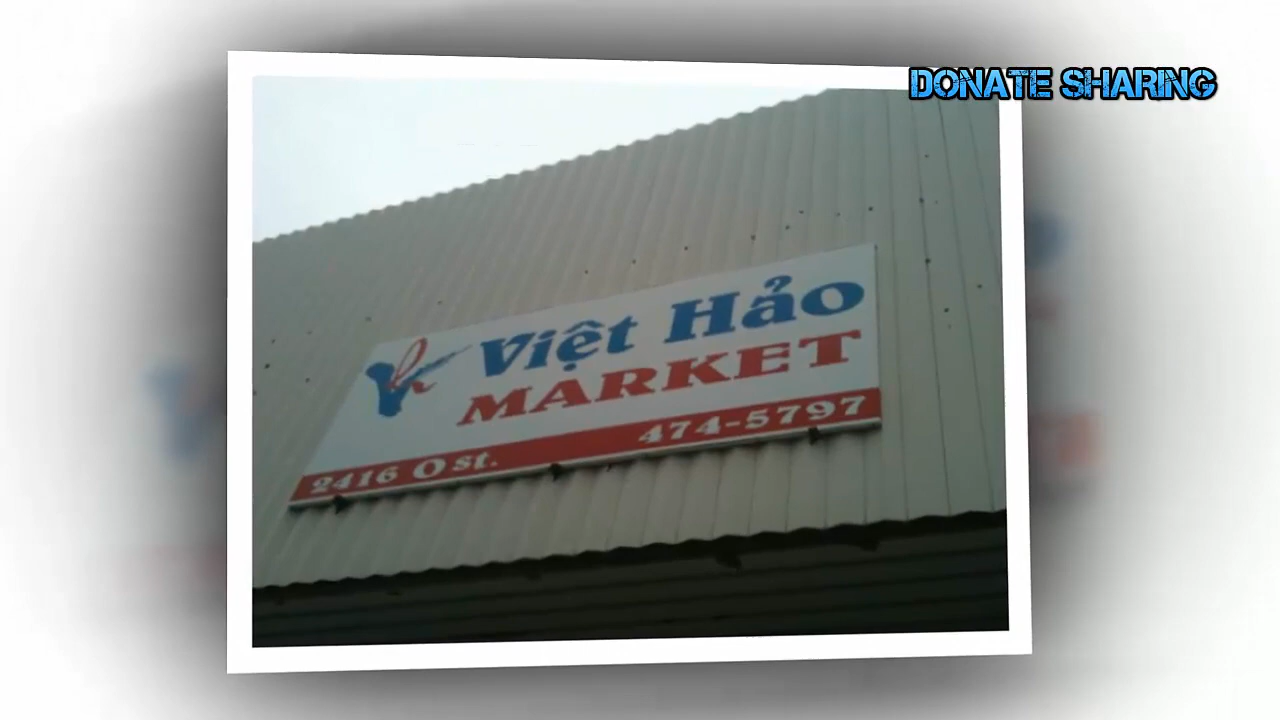 DONATE SHARING
Việt Hảo
MARKET
2416 O st. 474-5797